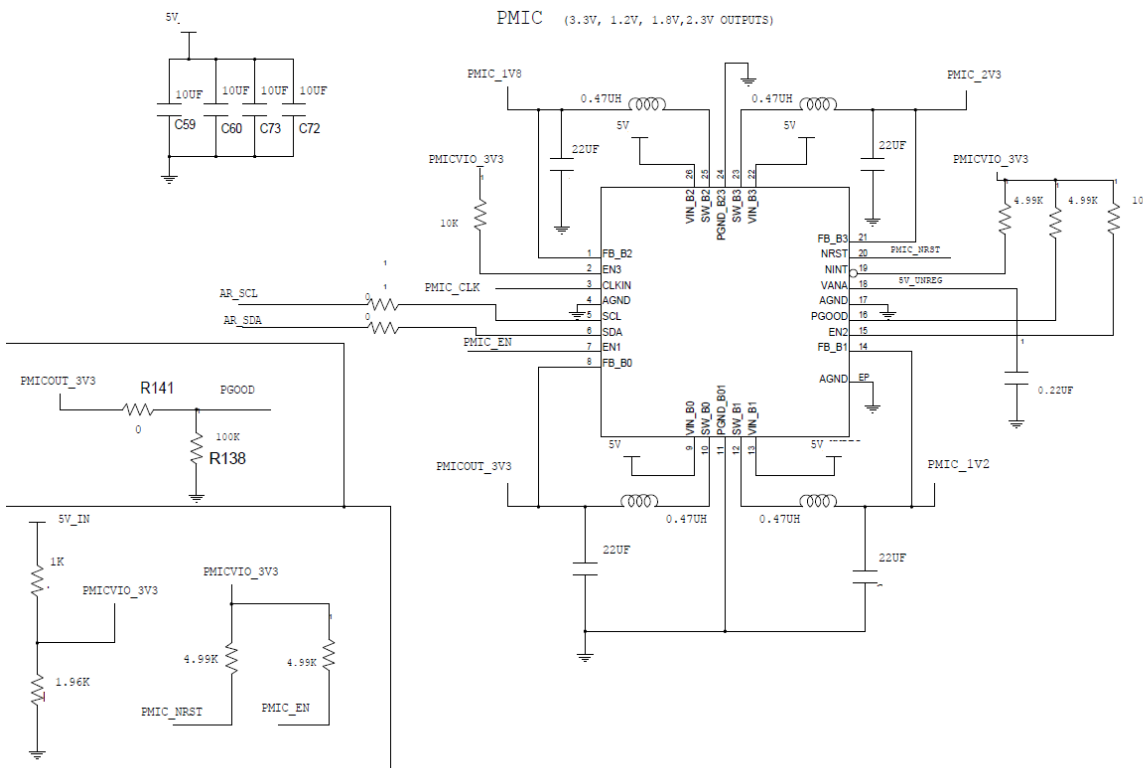 PMIC (3.3V, 1.2V, 1.8V,2.3V OUTPUTS)
5V
10UF
10UF
10UF
10UF
C59
C60
C73
C72
PMIC_1V8
0.47UH
0.47UH
PMIC_2V3
5V
5V
22UF
22UF
PMICVIO_3V3
PMICVIO_3V3
1
1
1
4.99K
4.99K
10
10K
26
25
24
23
22
VIN_B2
SW_B2
PGND_B23
SW_B3
VIN_B3
1
FB_B2
2
EN3
3
CLKIN
4
AGND
5
SCL
6
SDA
7
EN1
8
FB_B0
FB_B3
21
NRST
20
PMIC_NRST
NINT
19
VANA
18
5V_UNREG
AGND
17
PGOOD
16
EN2
15
FB_B1
14
AGND
EP
1
PMIC_CLK
1
AR_SCL
0
AR_SDA
0
PMIC_EN
1
0.22UF
VIN_B0
SW_B0
PGND_B01
SW_B1
VIN_B1
9
10
11
12
13
5V
5V
PMICOUT_3V3
R141
PGOOD
0
1
100K
R138
PMICOUT_3V3
PMIC_1V2
0.47UH
0.47UH
22UF
22UF
5V_IN
1K
PMICVIO_3V3
1.96K
PMICVIO_3V3
1
4.99K
4.99K
PMIC_NRST
PMIC_EN